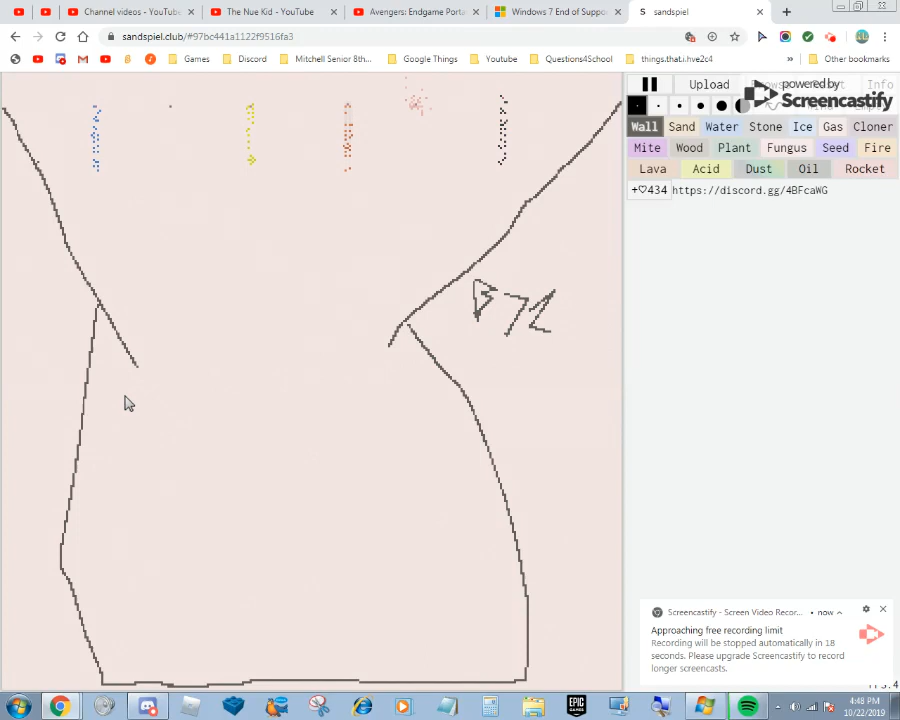 Channel videos - YouTube
The Nue Kid - YouTube
Avengers: Endgame Porta
Windows 7 End of Suppo
sandspiel
sandspiel.club/#97bc441a1122f9516fa3
Games
Discord
Mitchell Senior 8th...
Google Things
Youtube
Questions4School
things.that.i.hve2c4
»
Other bookmarks
Upload
Info
powered by
Screencastify
Wall Sand Water Stone Ice Gas Cloner
Mite Wood Plant Fungus Seed Fire
Lava Acid Dust Oil Rocket
+♡434 https://discord.gg/4BFcaWG
Screencastify - Screen Video Recor... • now
Approaching free recording limit
Recording will be stopped automatically in 18
seconds. Please upgrade Screencastify to record
longer screencasts.
EPIC
GAMES
4:48 PM
10/22/2019